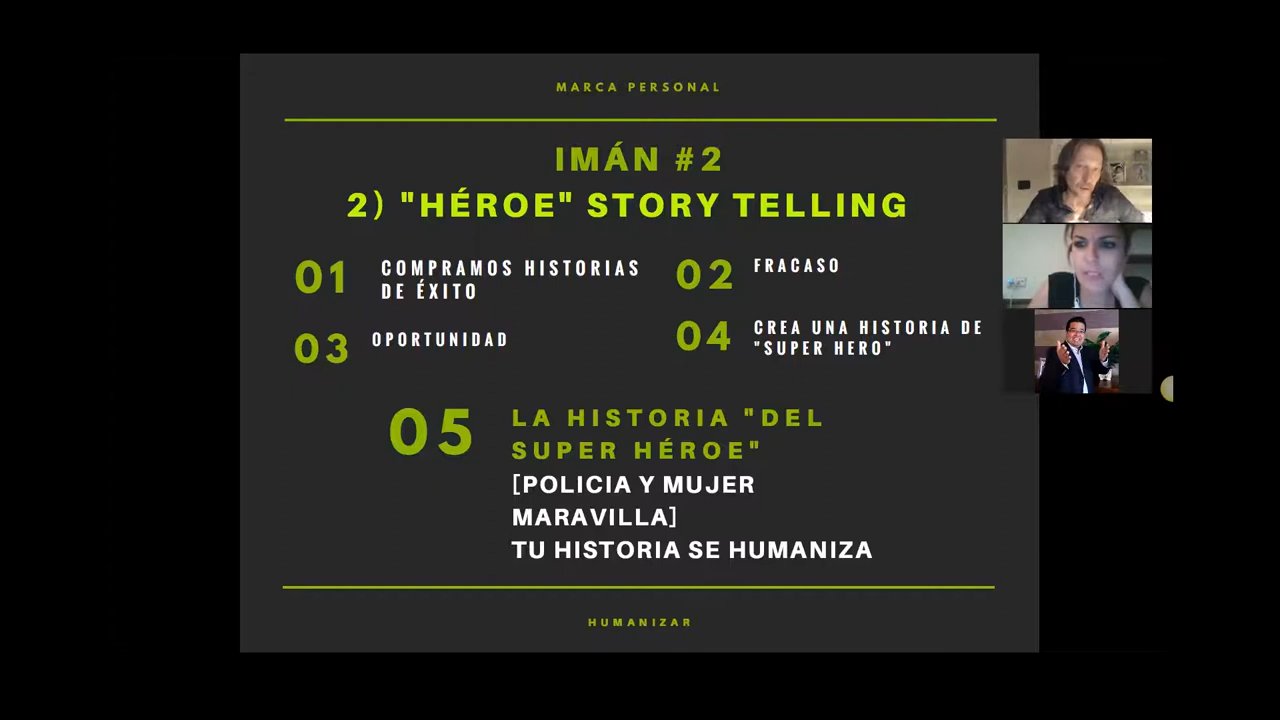 MARCA PERSONAL
IMÁN #2
2) "HÉROE" STORY TELLING
01
COMPRAMOS HISTORIAS
DE ÉXITO
02
FRACASO
03
OPORTUNIDAD
04
CREA UNA HISTORIA DE
"SUPER HERO"
05
LA HISTORIA "DEL
SUPER HÉROE"
[POLICIA Y MUJER
MARAVILLA]
TU HISTORIA SE HUMANIZA
HUMANIZAR